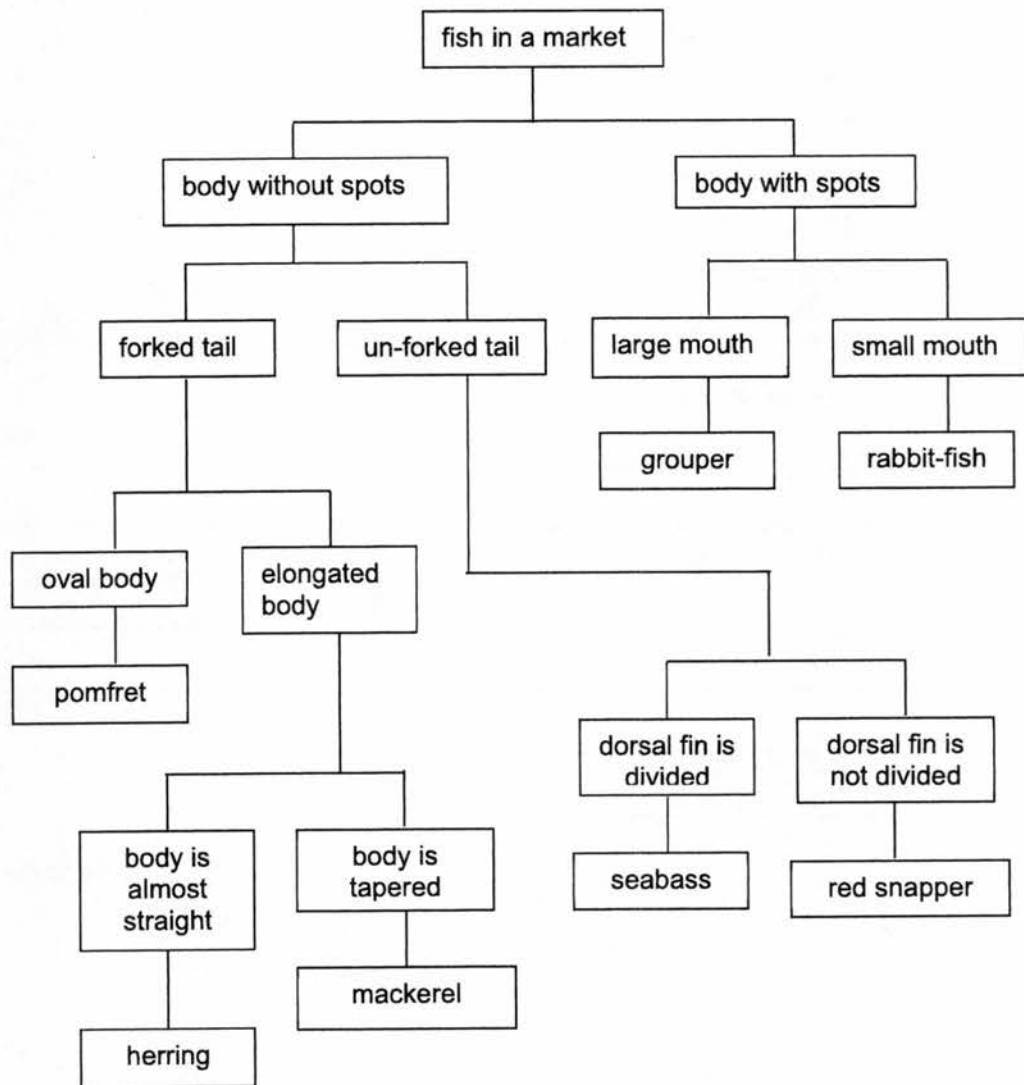 fish in a market
body without spots
body with spots
forked tail
un-forked tail
large mouth
small mouth
grouper
rabbit-fish
oval body
elongated
body
pomfret
dorsal fin is
divided
dorsal fin is
not divided
body is
almost
straight
body is
tapered
seabass
red snapper
mackerel
herring